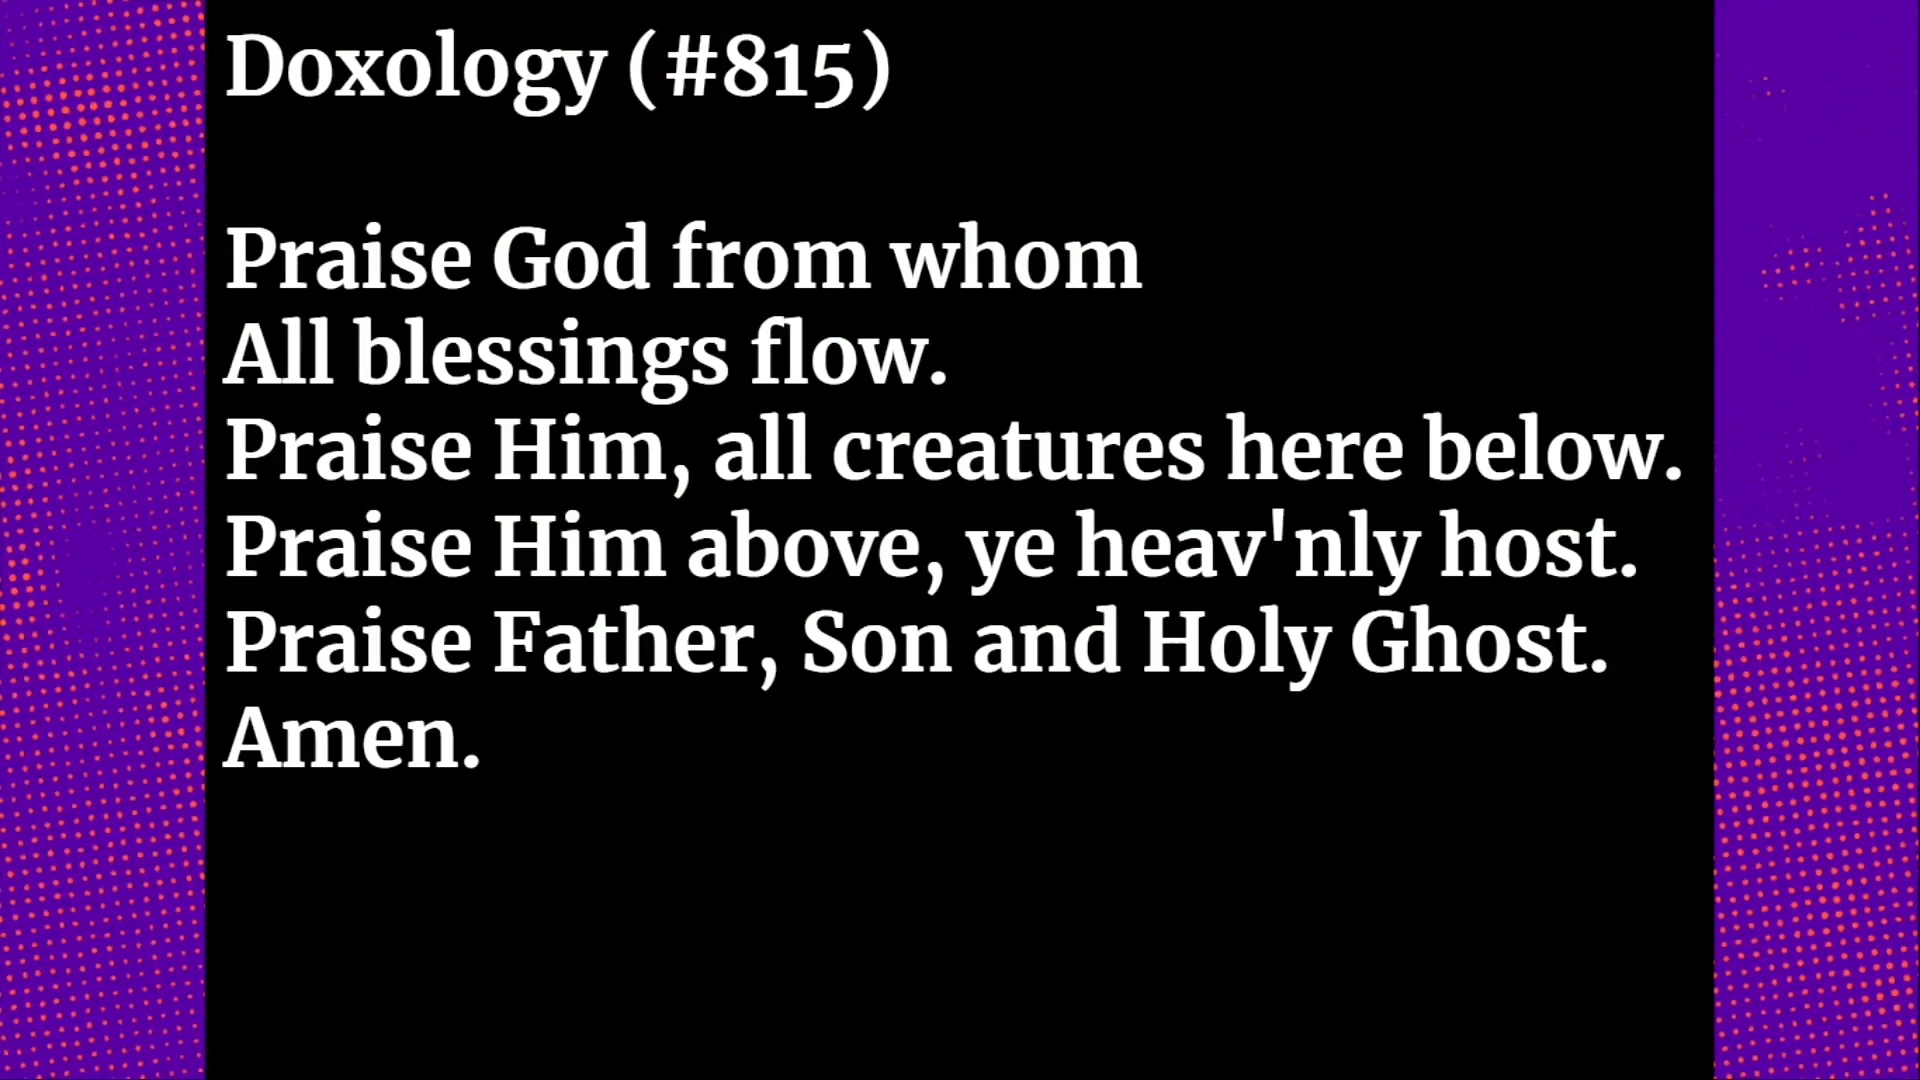 Doxology (#815)
Praise God from whom
All blessings flow.
Praise Him, all creatures here below.
Praise Him above, ye heav'nly host.
Praise Father, Son and Holy Ghost.
Amen.